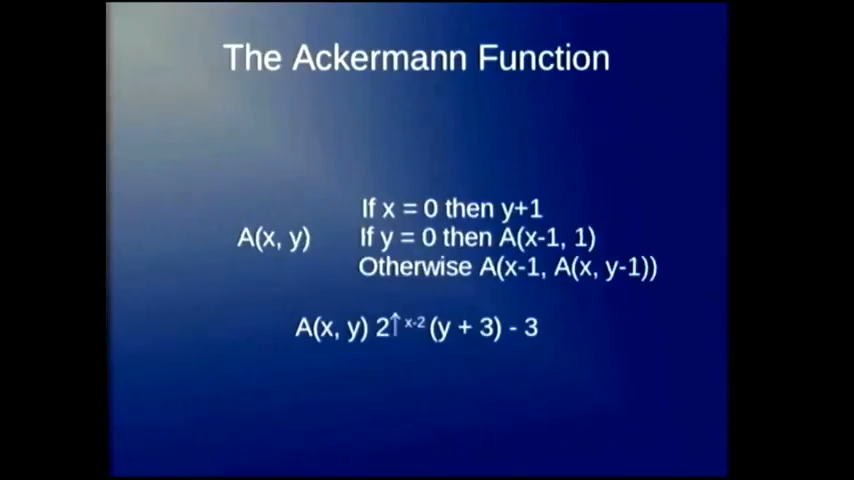 The Ackermann Function
If x = 0 then y+1
A(x, y) If y = 0 then A(x-1, 1)
Otherwise A(x-1, A(x, y-1))
A(x, y) 2↑ x-2 (y + 3) - 3